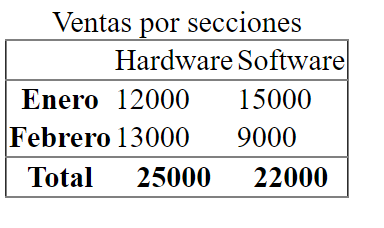 Ventas por secciones
Hardware Software
Enero 12000 15000
Febrero 13000 9000
Total 25000 22000